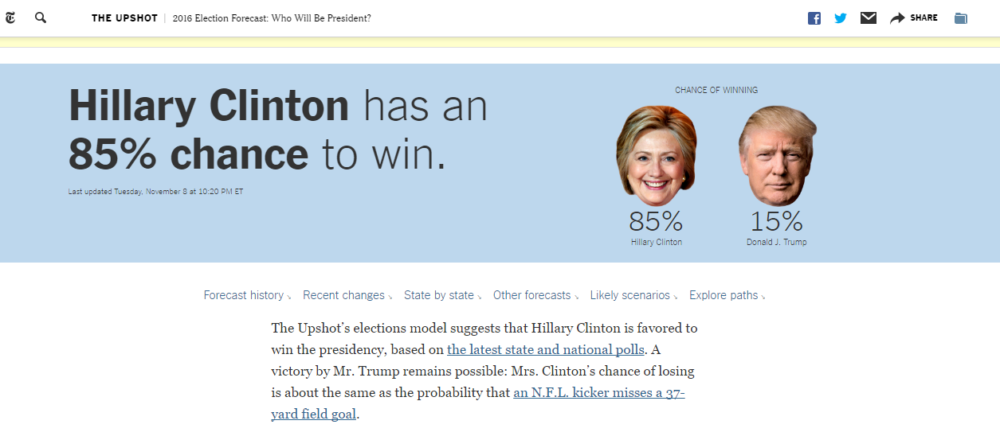 THE UPSHOT | 2016 Election Forecast: Who Will Be President?
SHARE
Hillary Clinton has an
85% chance to win.
Last updated Tuesday, November 8 at 10:20 PM ET
CHANCE OF WINNING
85%
Hillary Clinton
15%
Donald J. Trump
Forecast history Recent changes State by state Other forecasts Likely scenarios Explore paths
The Upshot’s elections model suggests that Hillary Clinton is favored to
win the presidency, based on the latest state and national polls. A
victory by Mr. Trump remains possible: Mrs. Clinton’s chance of losing
is about the same as the probability that an N.F.L. kicker misses a 37-
yard field goal.